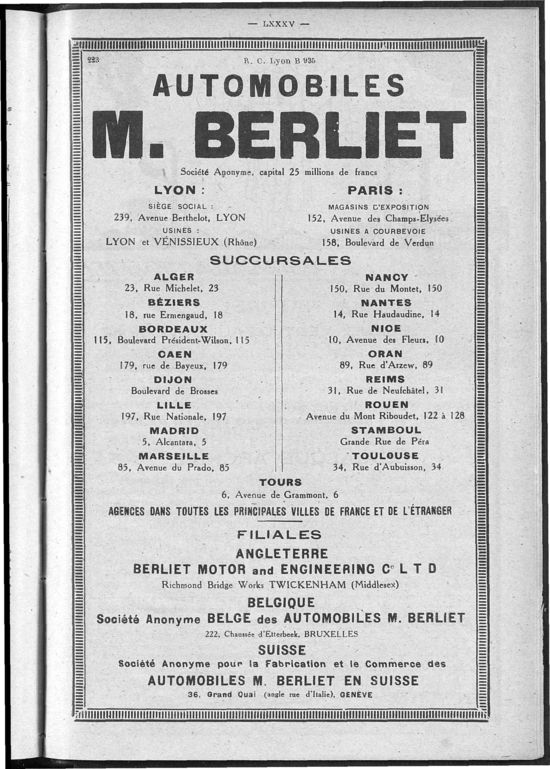 — LXXXV —
223
R. C. Lyon B 935
AUTOMOBILES
M. BERLIET
Société Anonyme, capital 25 millions de francs
LYON :
SIÈGE SOCIAL :
239, Avenue Berthelot, LYON
USINES :
LYON et VÉNISSIEUX (Rhône)
PARIS :
MAGASINS D'EXPOSITION
152, Avenue des Champs-Elysées
USINES A COURBEVOIE
158, Boulevard de Verdun
SUCCURSALES
ALGER
23, Rue Michelet, 23
BÉZIERS
18, rue Ermengaud, 18
BORDEAUX
115, Boulevard Président-Wilson, 115
CAEN
179, rue de Bayeux, 179
DIJON
Boulevard de Brosses
LILLE
197, Rue Nationale, 197
MADRID
5, Alcantara, 5
MARSEILLE
85, Avenue du Prado, 85
NANCY
150, Rue du Montet, 150
NANTES
14, Rue Haudaudine, 14
NICE
10, Avenue des Fleurs, 10
ORAN
89, Rue d'Arzew, 89
REIMS
31, Rue de Neufchâtel, 31
ROUEN
Avenue du Mont Riboudet, 122 à 128
STAMBOUL
Grande Rue de Péra
TOULOUSE
34, Rue d'Aubuisson, 34
TOURS
6, Avenue de Grammont, 6
AGENCES DANS TOUTES LES PRINCIPALES VILLES DE FRANCE ET DE L'ÉTRANGER
FILIALES
ANGLETERRE
BERLIET MOTOR and ENGINEERING Cº LTD
Richmond Bridge Works TWICKENHAM (Middlesex)
BELGIQUE
Société Anonyme BELGE des AUTOMOBILES M. BERLIET
222, Chaussée d'Etterbeek, BRUXELLES
SUISSE
Société Anonyme pour la Fabrication et le Commerce des
AUTOMOBILES M. BERLIET EN SUISSE
36, Grand Quai (angle rue d'Italie), GENÈVE